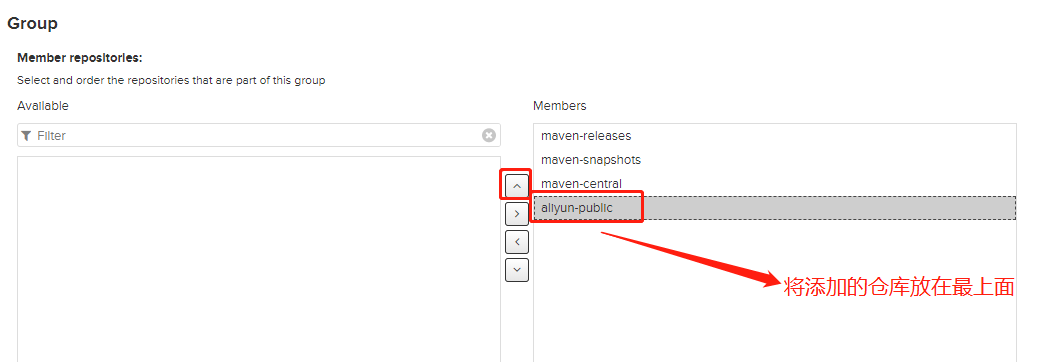 Group
Member repositories:
Select and order the repositories that are part of this group
Available
Members
Filter
maven-releases
maven-snapshots
maven-central
aliyun-public
将添加的仓库放在最上面